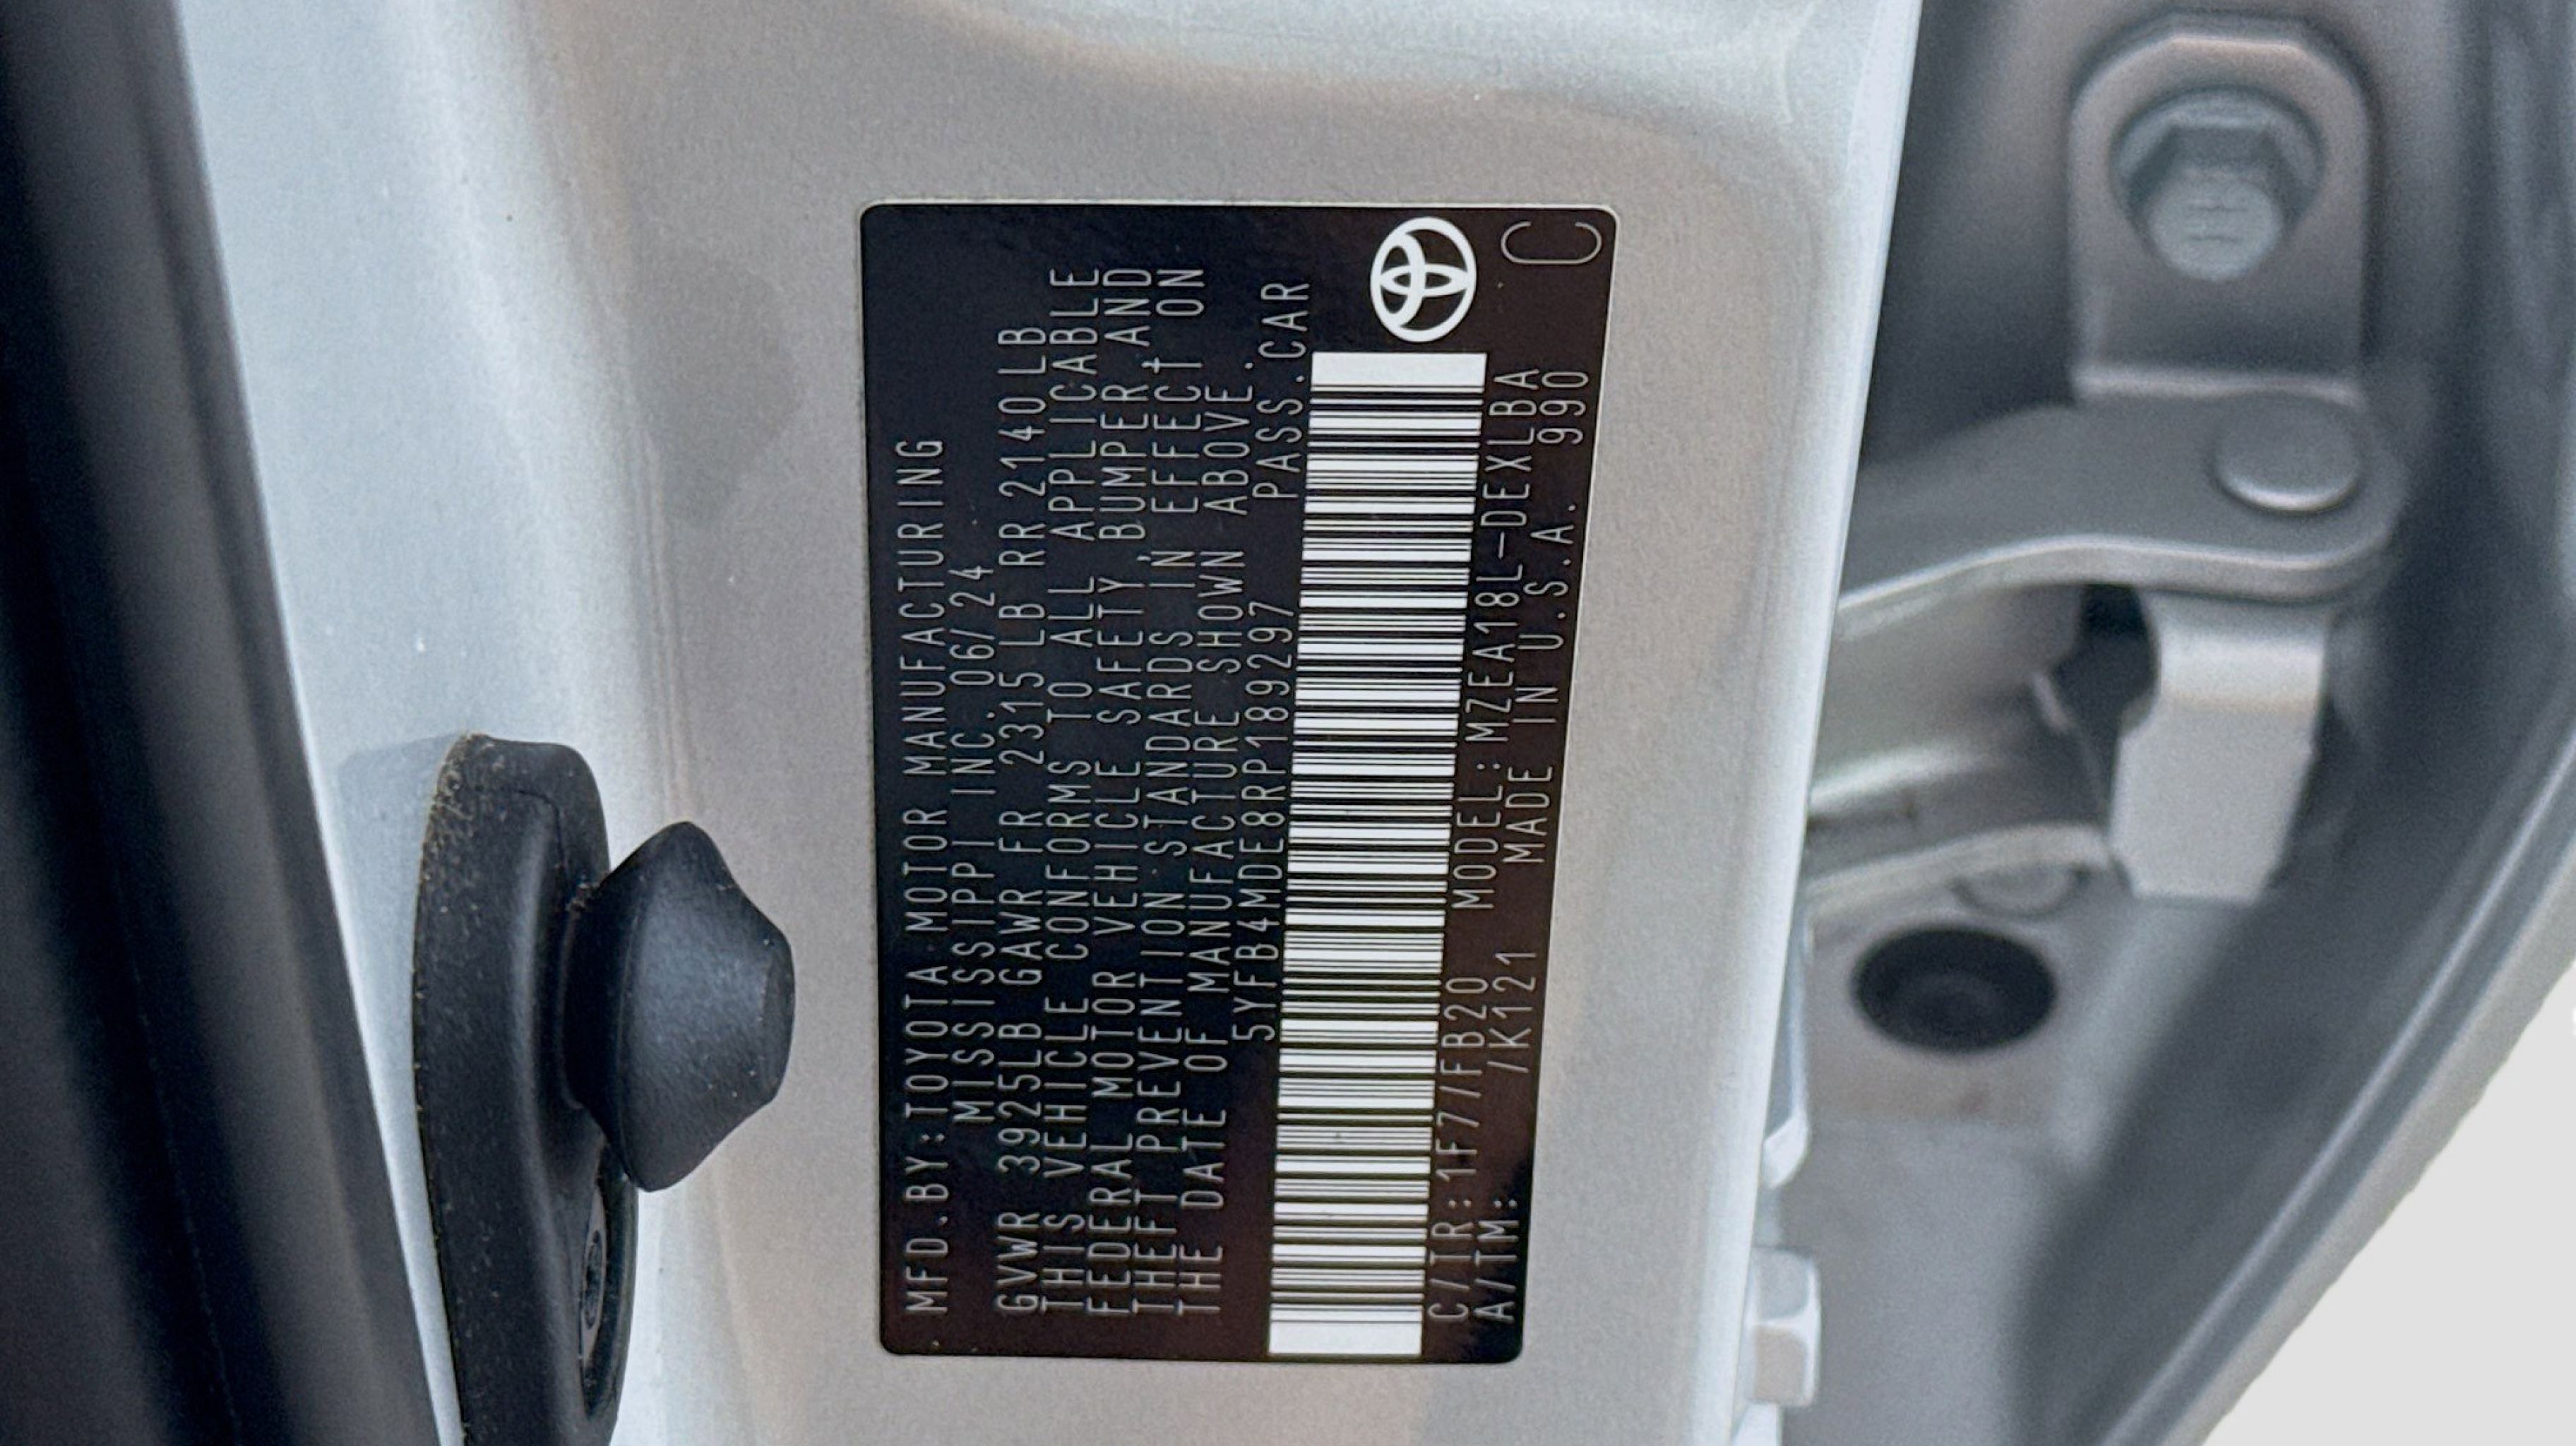 MFD.BY:TOYOTA MOTOR MANUFACTURING
MISSISSIPPI INC. 06/24
GVWR 3925LB GAWR FR 2315LB RR 2140LB
THIS VEHICLE CONFORMS TO ALL APPLICABLE
FEDERAL MOTOR VEHICLE SAFETY, BUMPER, AND
THEFT PREVENTION STANDARDS IN EFFECT ON
THE DATE OF MANUFACTURE SHOWN ABOVE.
5YFB4MDE8RP189297 PASS.CAR
C/TR:1F7/FB20 MODEL:MZEA18L-DEXLBA
A/TM: /K121 MADE IN U.S.A. 990
C